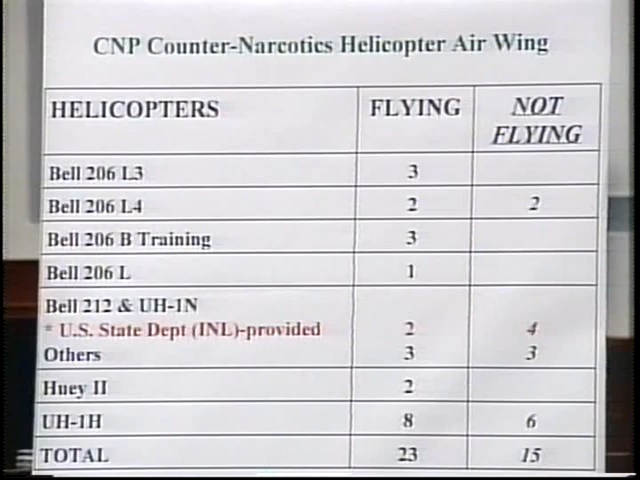 CNP Counter-Narcotics Helicopter Air Wing
HELICOPTERS FLYING NOT FLYING
Bell 206 L3 3
Bell 206 L4 2 2
Bell 206 B Training 3
Bell 206 L 1
Bell 212 & UH-1N
* U.S. State Dept (INL)-provided 2 4
Others 3 3
Huey II 2
UH-1H 8 6
TOTAL 23 15